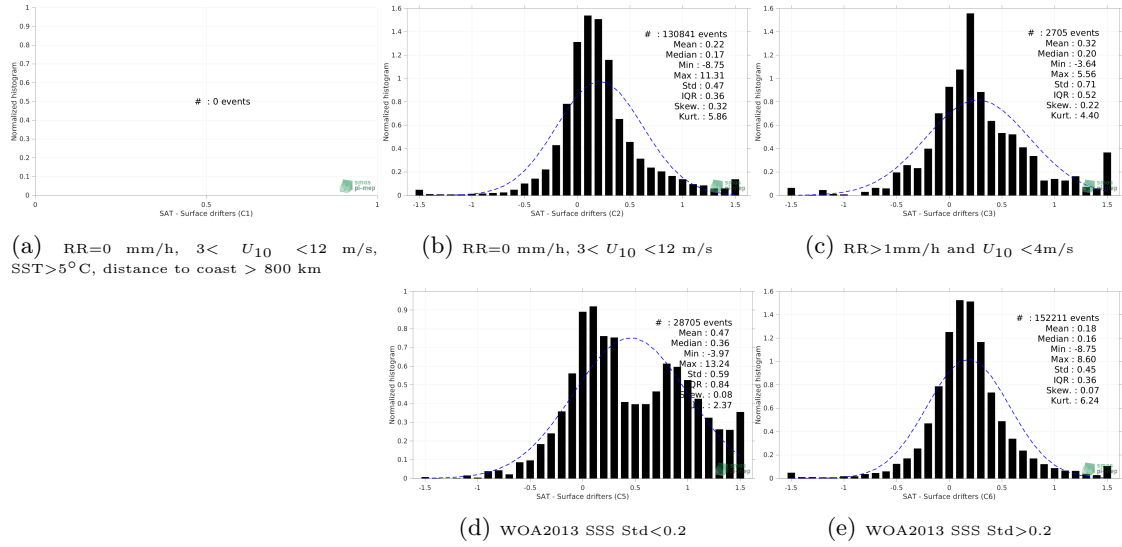 1
0.9
0.8
0.7
0.6
0.5
0.4
0.3
0.2
0.1
0
Normalized histogram
# : 0 events
0 0.5 1
SAT - Surface drifters (C1)
smos
pi-mep
(a) RR=0 mm/h, 3< U10 <12 m/s,
SST>5°C, distance to coast > 800 km
1.6
1.4
1.2
1
0.8
0.6
0.4
0.2
0
Normalized histogram
# : 130841 events
Mean : 0.22
Median : 0.17
Min : -8.75
Max : 11.31
Std : 0.47
IQR : 0.36
Skew. : 0.32
Kurt. : 5.86
-1.5 -1 -0.5 0 0.5 1 1.5
SAT - Surface drifters (C2)
smos
pi-mep
(b) RR=0 mm/h, 3< U10 <12 m/s
1.6
1.4
1.2
1
0.8
0.6
0.4
0.2
0
Normalized histogram
# : 2705 events
Mean : 0.32
Median : 0.20
Min : -3.64
Max : 5.56
Std : 0.71
IQR : 0.52
Skew. : 0.22
Kurt. : 4.40
-1.5 -1 -0.5 0 0.5 1 1.5
SAT - Surface drifters (C3)
smos
pi-mep
(c) RR>1mm/h and U10 <4m/s
1
0.9
0.8
0.7
0.6
0.5
0.4
0.3
0.2
0.1
0
Normalized histogram
# : 28705 events
Mean : 0.47
Median : 0.36
Min : -3.97
Max : 13.24
Std : 0.59
IQR : 0.84
Skew. : 0.08
: 2.37
-1.5 -1 -0.5 0 0.5 1 1.5
SAT - Surface drifters (C5)
smos
pi-mep
(d) WOA2013 SSS Std<0.2
1.6
1.4
1.2
1
0.8
0.6
0.4
0.2
0
Normalized histogram
# : 152211 events
Mean : 0.18
Median : 0.16
Min : -8.75
Max : 8.60
Std : 0.45
IQR : 0.36
Skew. : 0.07
Kurt. : 6.24
-1.5 -1 -0.5 0 0.5 1 1.5
SAT - Surface drifters (C6)
smos
pi-mep
(e) WOA2013 SSS Std>0.2